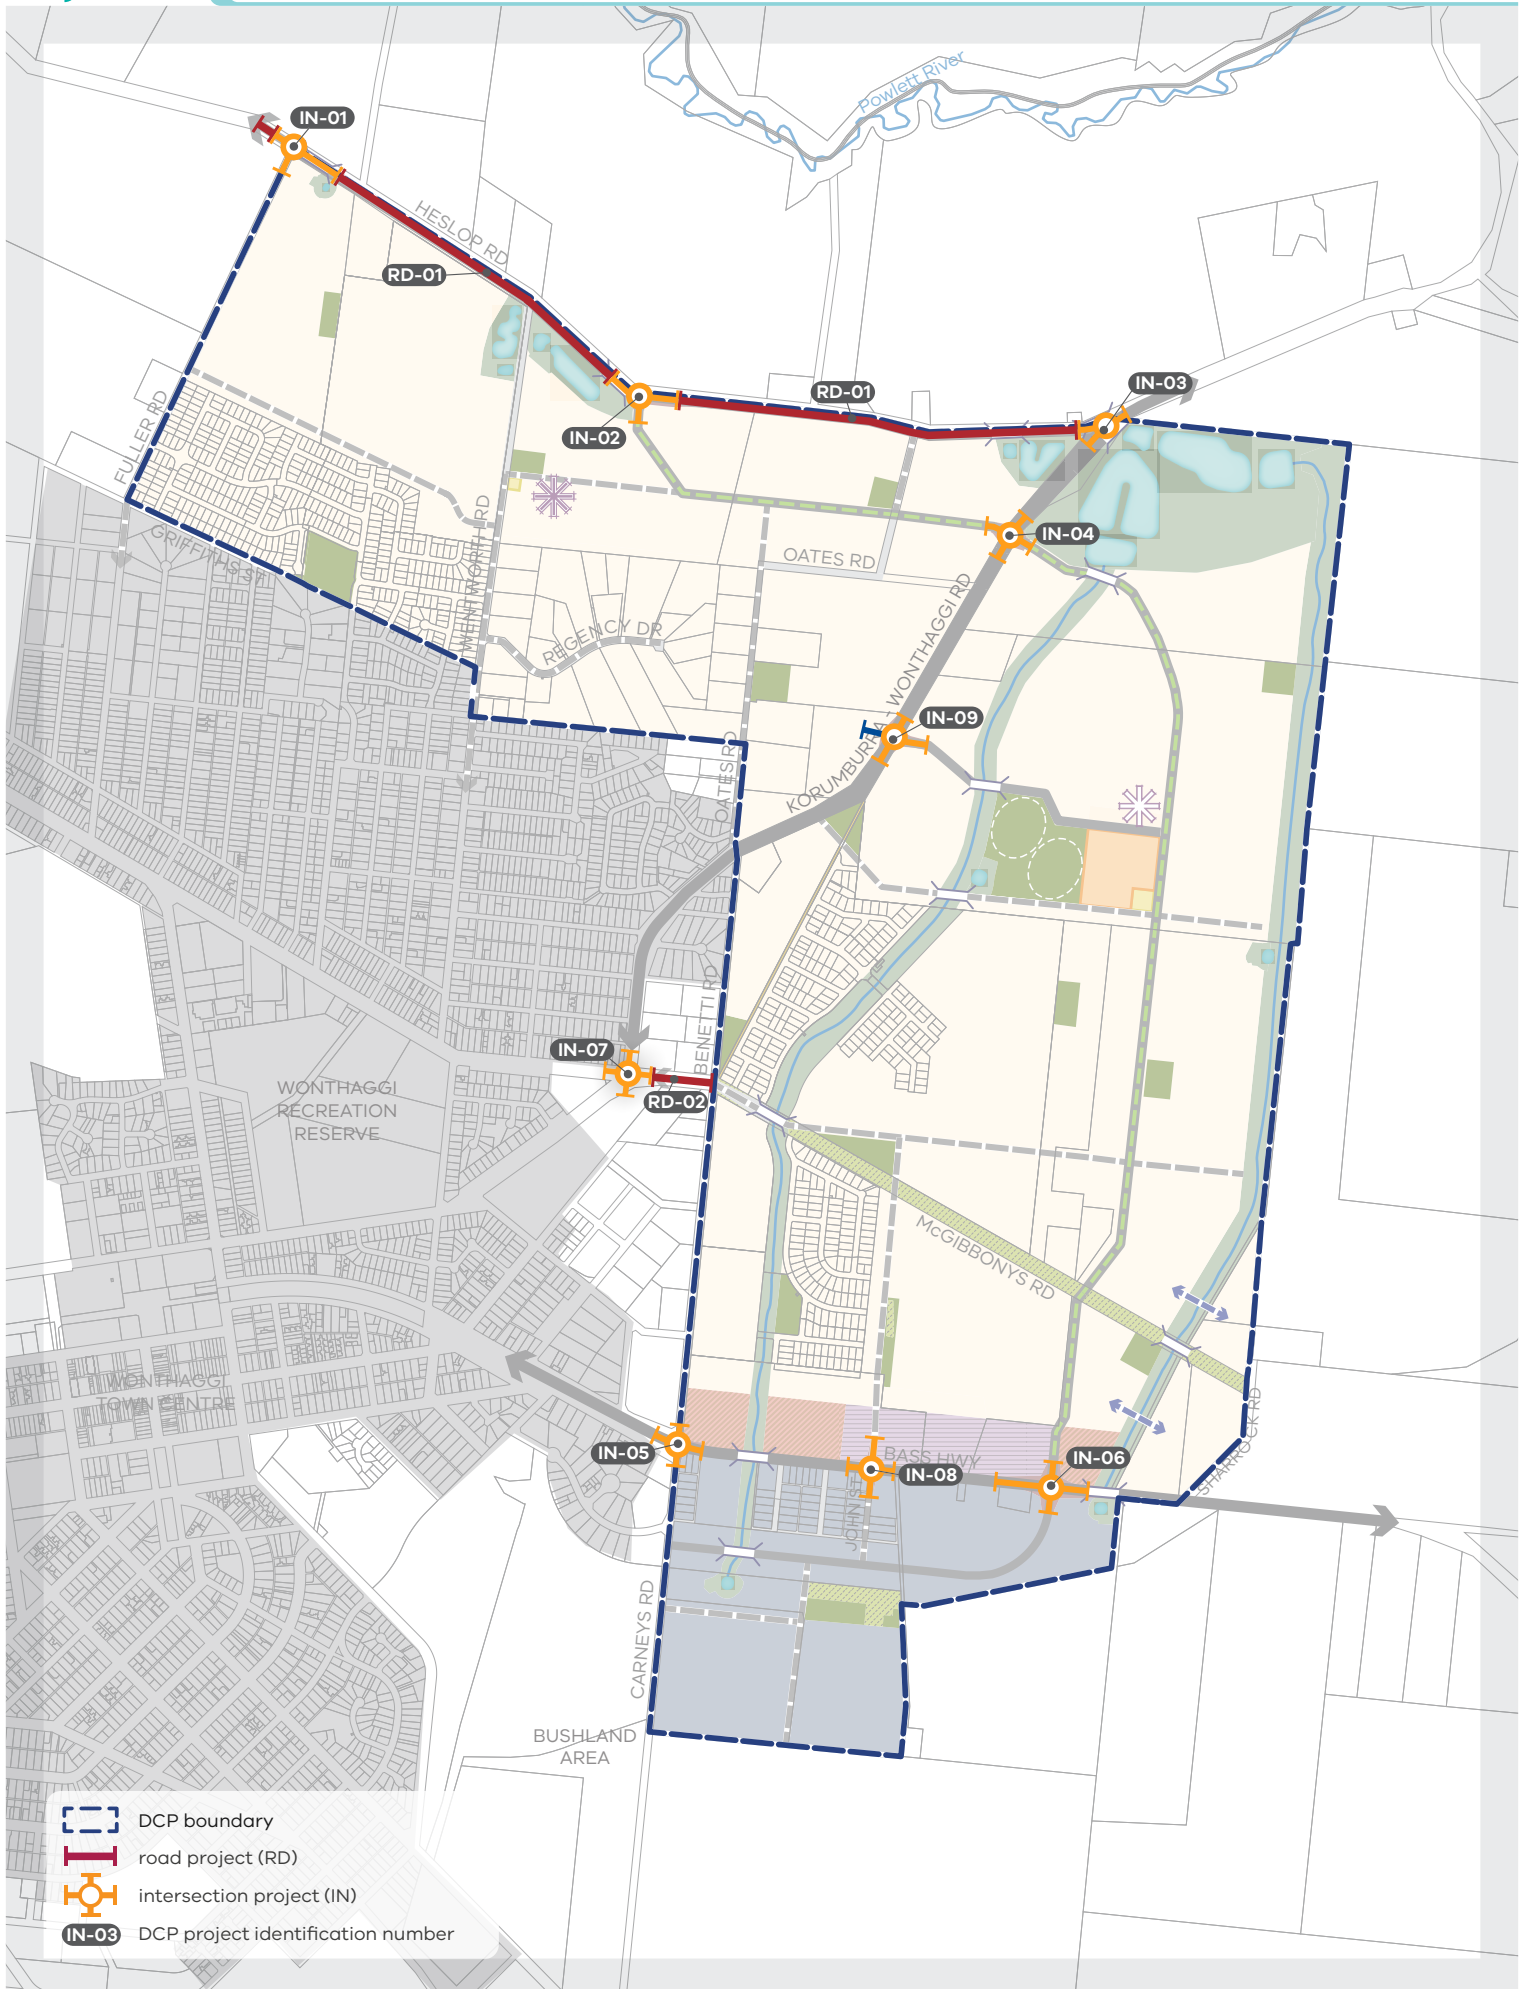 Powlett River
IN-01
HESLOP RD
RD-01
IN-03
RD-01
FULLER RD
IN-02
IN-04
GRIFFITHS ST
WENTWORTH RD
OATES RD
REGENCY DR
KORUMBURRA - WONTHAGGI RD
IN-09
OATES RD
BENETTI RD
IN-07
RD-02
WONTHAGGI
RECREATION
RESERVE
McGIBBONYS RD
WONTHAGGI
TOWN CENTRE
SHARROCK RD
IN-05
BASS HWY
IN-08
IN-06
JOHN ST
CARNEYS RD
BUSHLAND
AREA
DCP boundary
road project (RD)
intersection project (IN)
IN-03 DCP project identification number